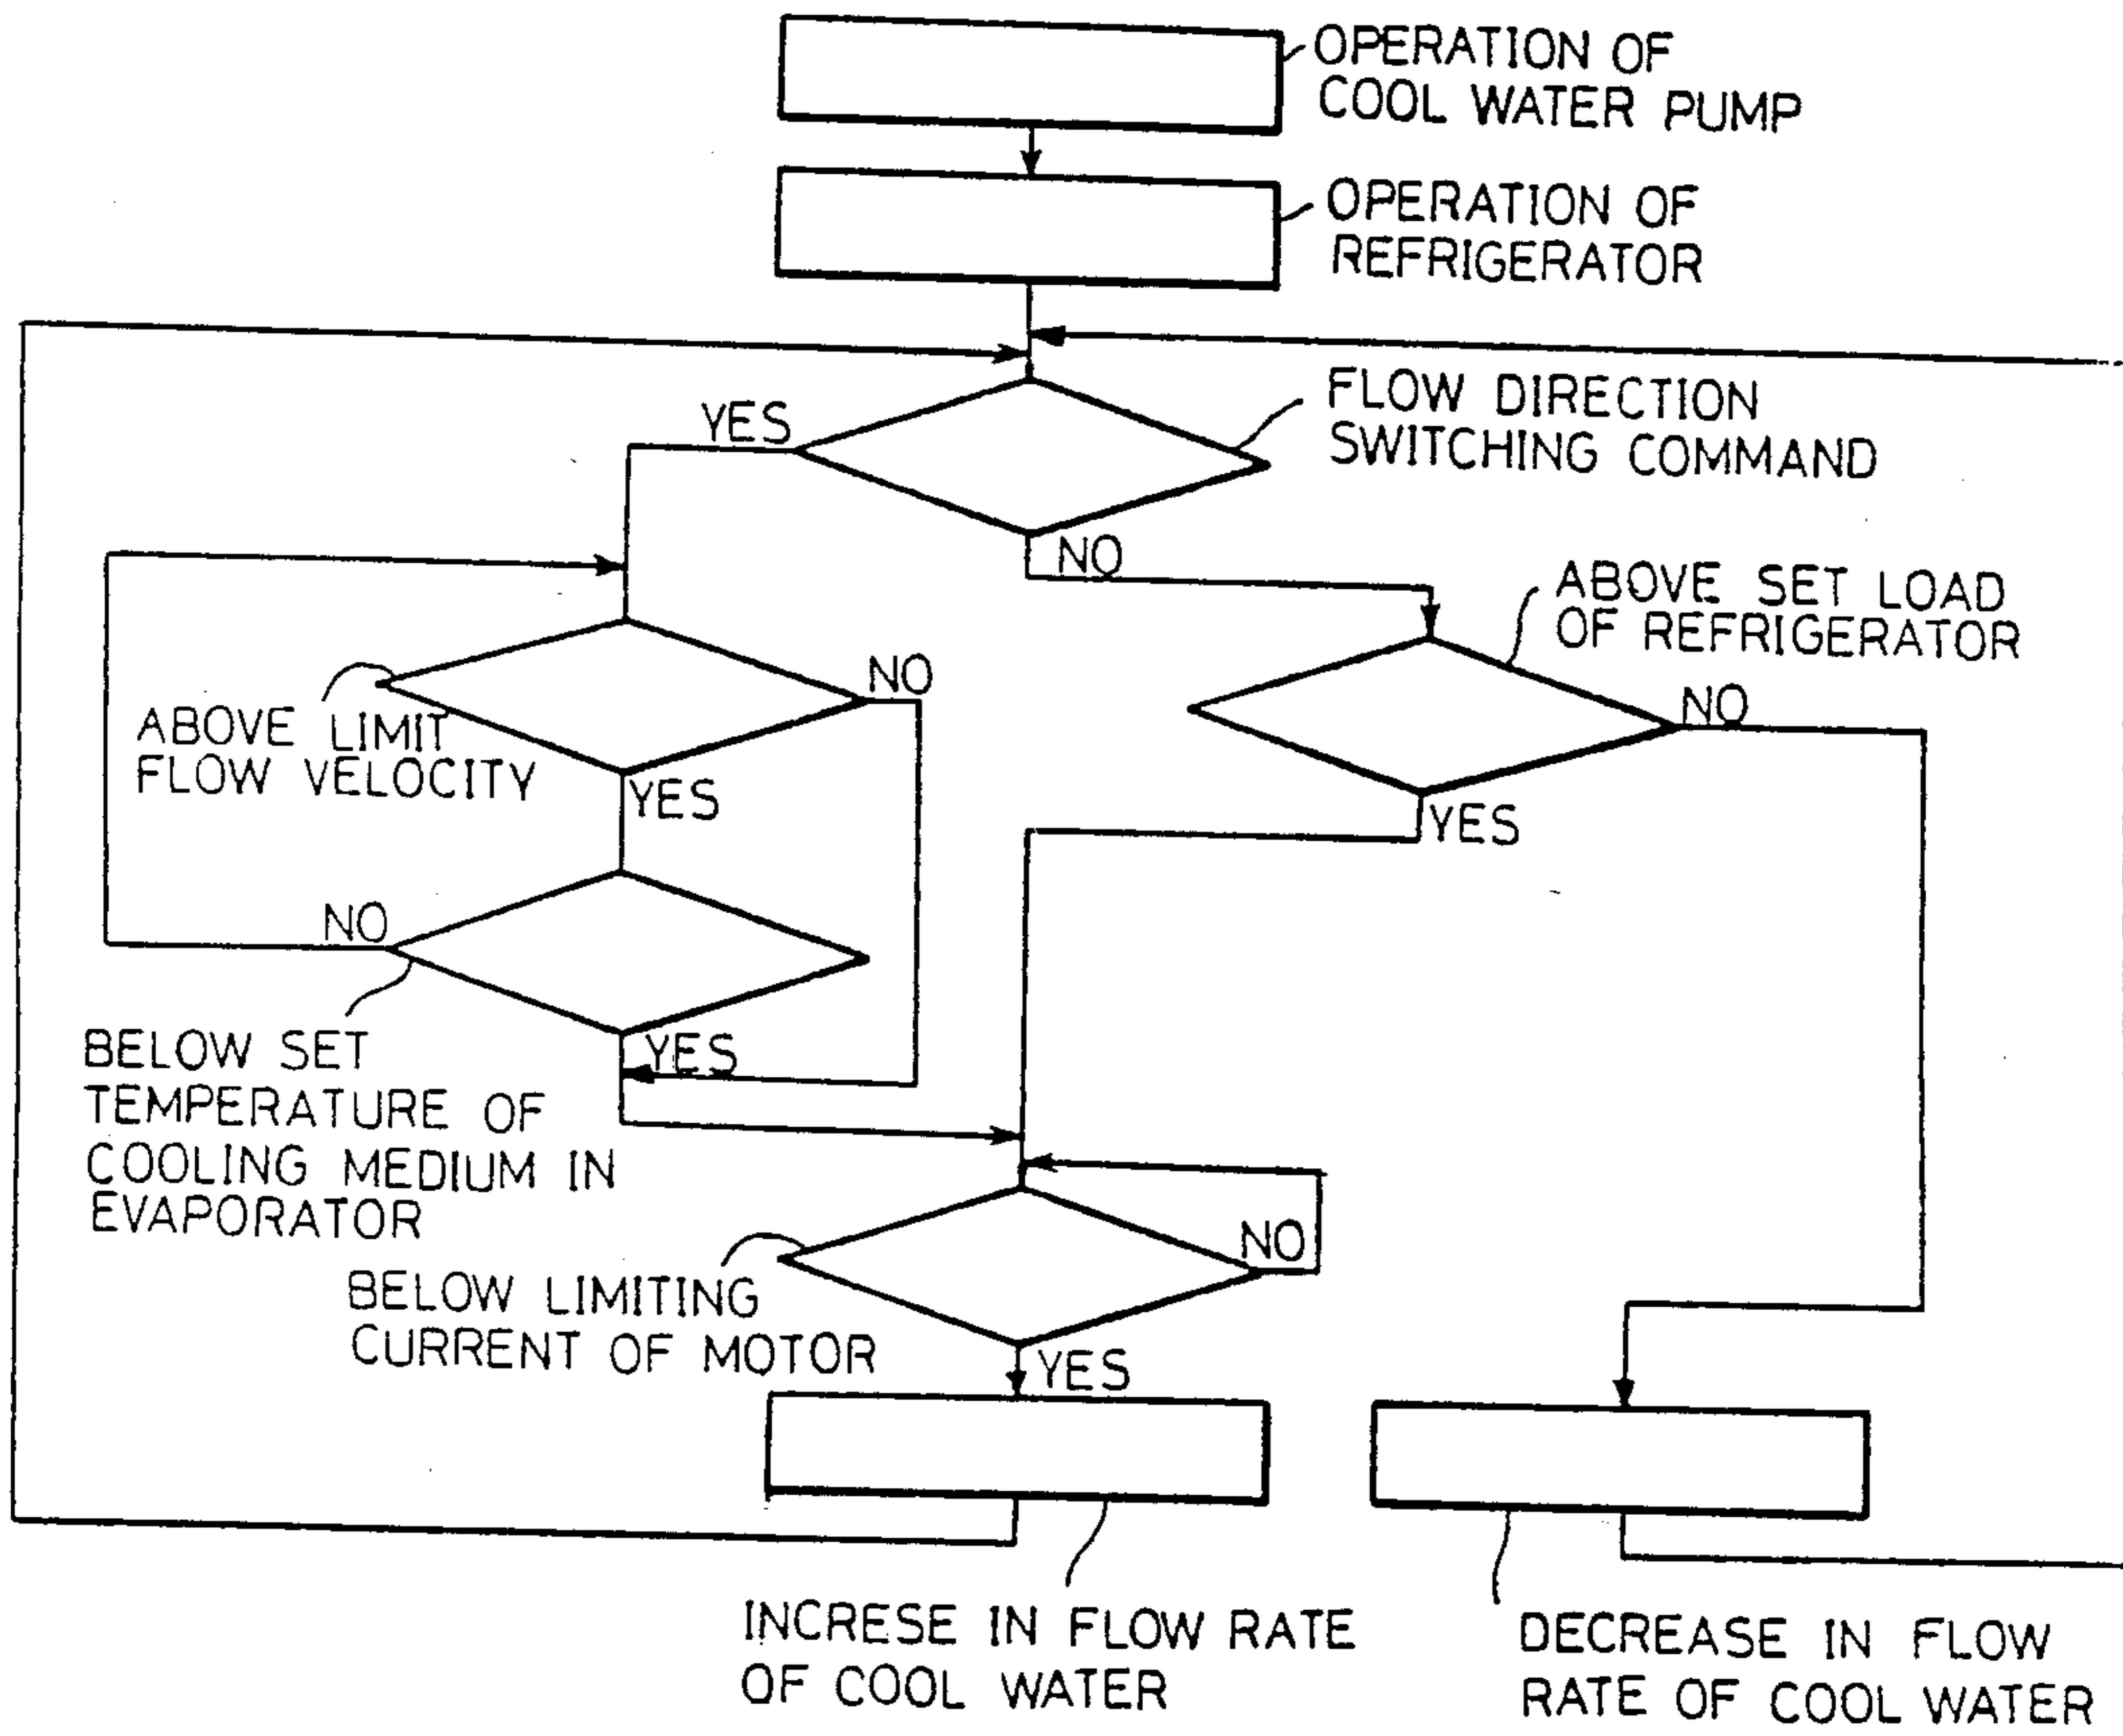 OPERATION OF
COOL WATER PUMP
OPERATION OF
REFRIGERATOR
FLOW DIRECTION
SWITCHING COMMAND
YES
NO
ABOVE SET LOAD
OF REFRIGERATOR
NO
NO
ABOVE LIMIT
FLOW VELOCITY
YES
YES
NO
BELOW SET
TEMPERATURE OF
COOLING MEDIUM IN
EVAPORATOR
YES
NO
BELOW LIMITING
CURRENT OF MOTOR
YES
INCRESE IN FLOW RATE
OF COOL WATER
DECREASE IN FLOW
RATE OF COOL WATER